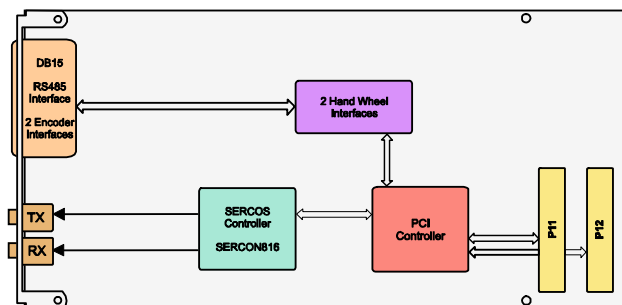 DB15
RS485
Interface
2 Encoder
Interfaces
2 Hand Wheel
Interfaces
TX
RX
SERCOS
Controller
SERCON816
PCI
Controller
P11
P12